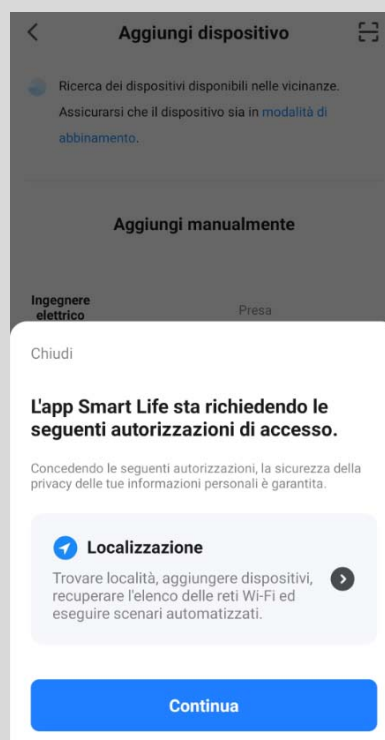 Aggiungi dispositivo
Ricerca dei dispositivi disponibili nelle vicinanze.
Assicurarsi che il dispositivo sia in modalità di
abbinamento.
Aggiungi manualmente
Ingegnere
elettrico
Presa
Chiudi
L'app Smart Life sta richiedendo le
seguenti autorizzazioni di accesso.
Concedendo le seguenti autorizzazioni, la sicurezza della
privacy delle tue informazioni personali è garantita.
Localizzazione
Trovare località, aggiungere dispositivi,
recuperare l'elenco delle reti Wi-Fi ed
eseguire scenari automatizzati.
Continua